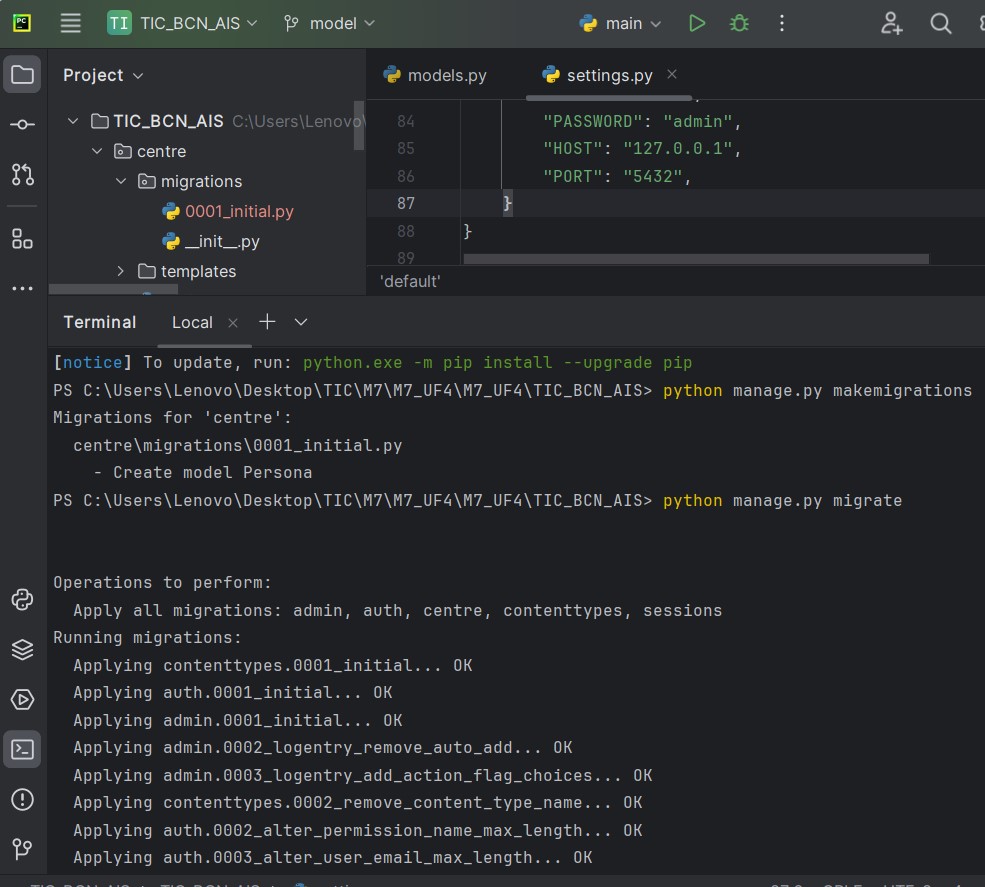 TI TIC_BCN_AIS model main
Project
models.py
settings.py
TIC_BCN_AIS C:\Users\Lenovo\
centre
migrations
0001_initial.py
__init__.py
templates
84 "PASSWORD": "admin",
85 "HOST": "127.0.0.1",
86 "PORT": "5432",
87 }
88 }
89
'default'
Terminal Local
[notice] To update, run: python.exe -m pip install --upgrade pip
PS C:\Users\Lenovo\Desktop\TIC\M7\M7_UF4\M7_UF4\TIC_BCN_AIS> python manage.py makemigrations
Migrations for 'centre':
centre\migrations\0001_initial.py
- Create model Persona
PS C:\Users\Lenovo\Desktop\TIC\M7\M7_UF4\M7_UF4\TIC_BCN_AIS> python manage.py migrate
Operations to perform:
Apply all migrations: admin, auth, centre, contenttypes, sessions
Running migrations:
Applying contenttypes.0001_initial... OK
Applying auth.0001_initial... OK
Applying admin.0001_initial... OK
Applying admin.0002_logentry_remove_auto_add... OK
Applying admin.0003_logentry_add_action_flag_choices... OK
Applying contenttypes.0002_remove_content_type_name... OK
Applying auth.0002_alter_permission_name_max_length... OK
Applying auth.0003_alter_user_email_max_length... OK